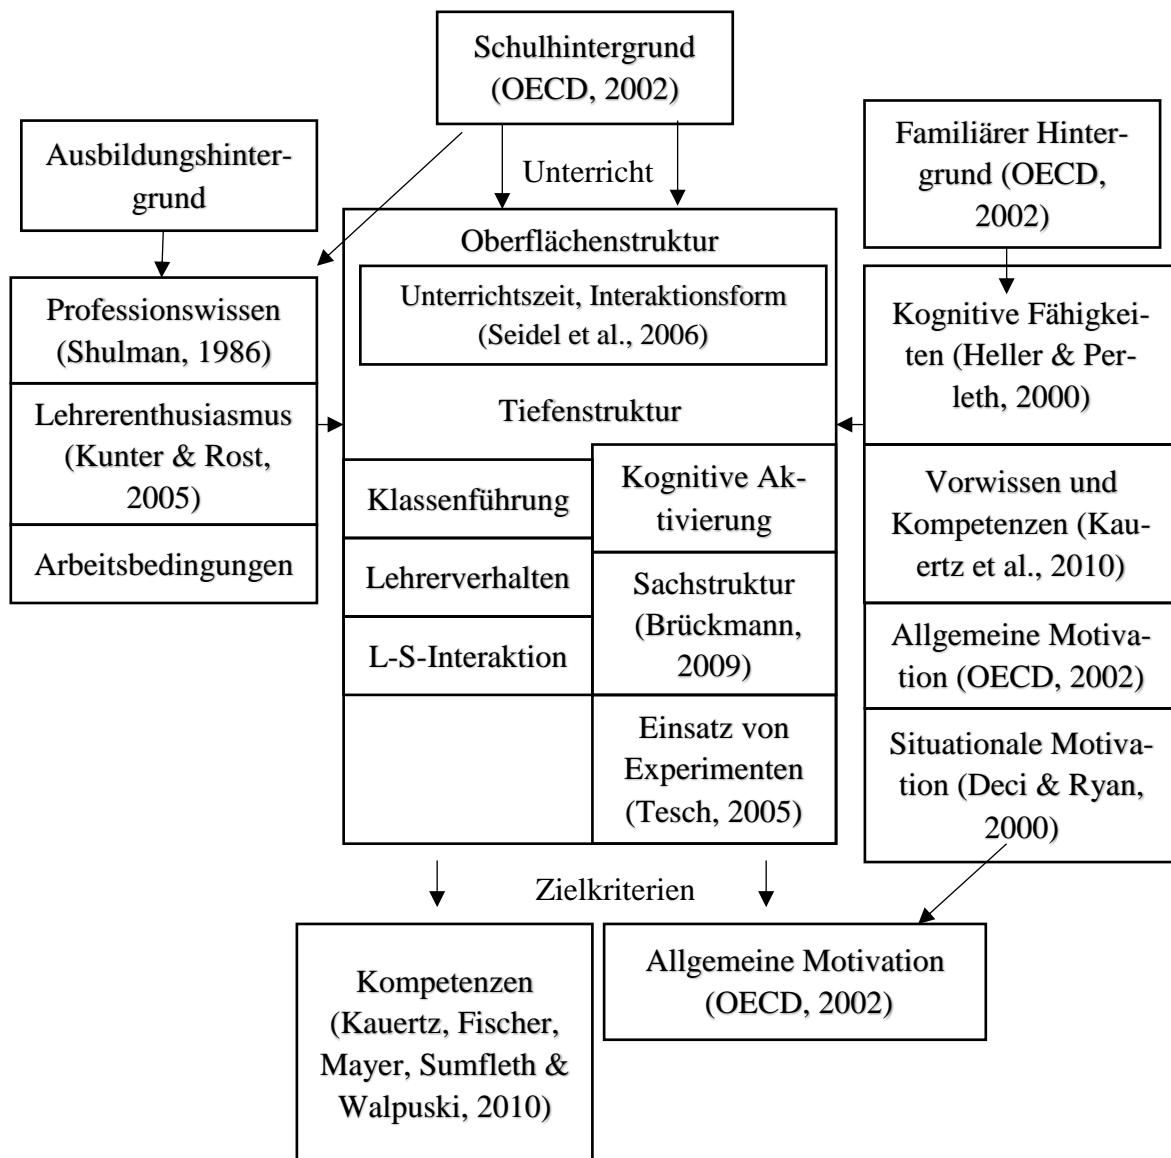 Schulhintergrund
(OECD, 2002)
Ausbildungshinter-
grund
Unterricht
Familiärer Hinter-
grund (OECD,
2002)
Professionswissen
(Shulman, 1986)
Lehrerenthusiasmus
(Kunter & Rost,
2005)
Arbeitsbedingungen
Oberflächenstruktur
Unterrichtszeit, Interaktionsform
(Seidel et al., 2006)
Tiefenstruktur
Klassenführung
Lehrerverhalten
L-S-Interaktion
Kognitive Ak-
tivierung
Sachstruktur
(Brückmann,
2009)
Einsatz von
Experimenten
(Tesch, 2005)
Kognitive Fähigkei-
ten (Heller & Per-
leth, 2000)
Vorwissen und
Kompetenzen (Kau-
ertz et al., 2010)
Allgemeine Motiva-
tion (OECD, 2002)
Situationale Motiva-
tion (Deci & Ryan,
2000)
Zielkriterien
Kompetenzen
(Kauertz, Fischer,
Mayer, Sumfleth &
Walpuski, 2010)
Allgemeine Motivation
(OECD, 2002)